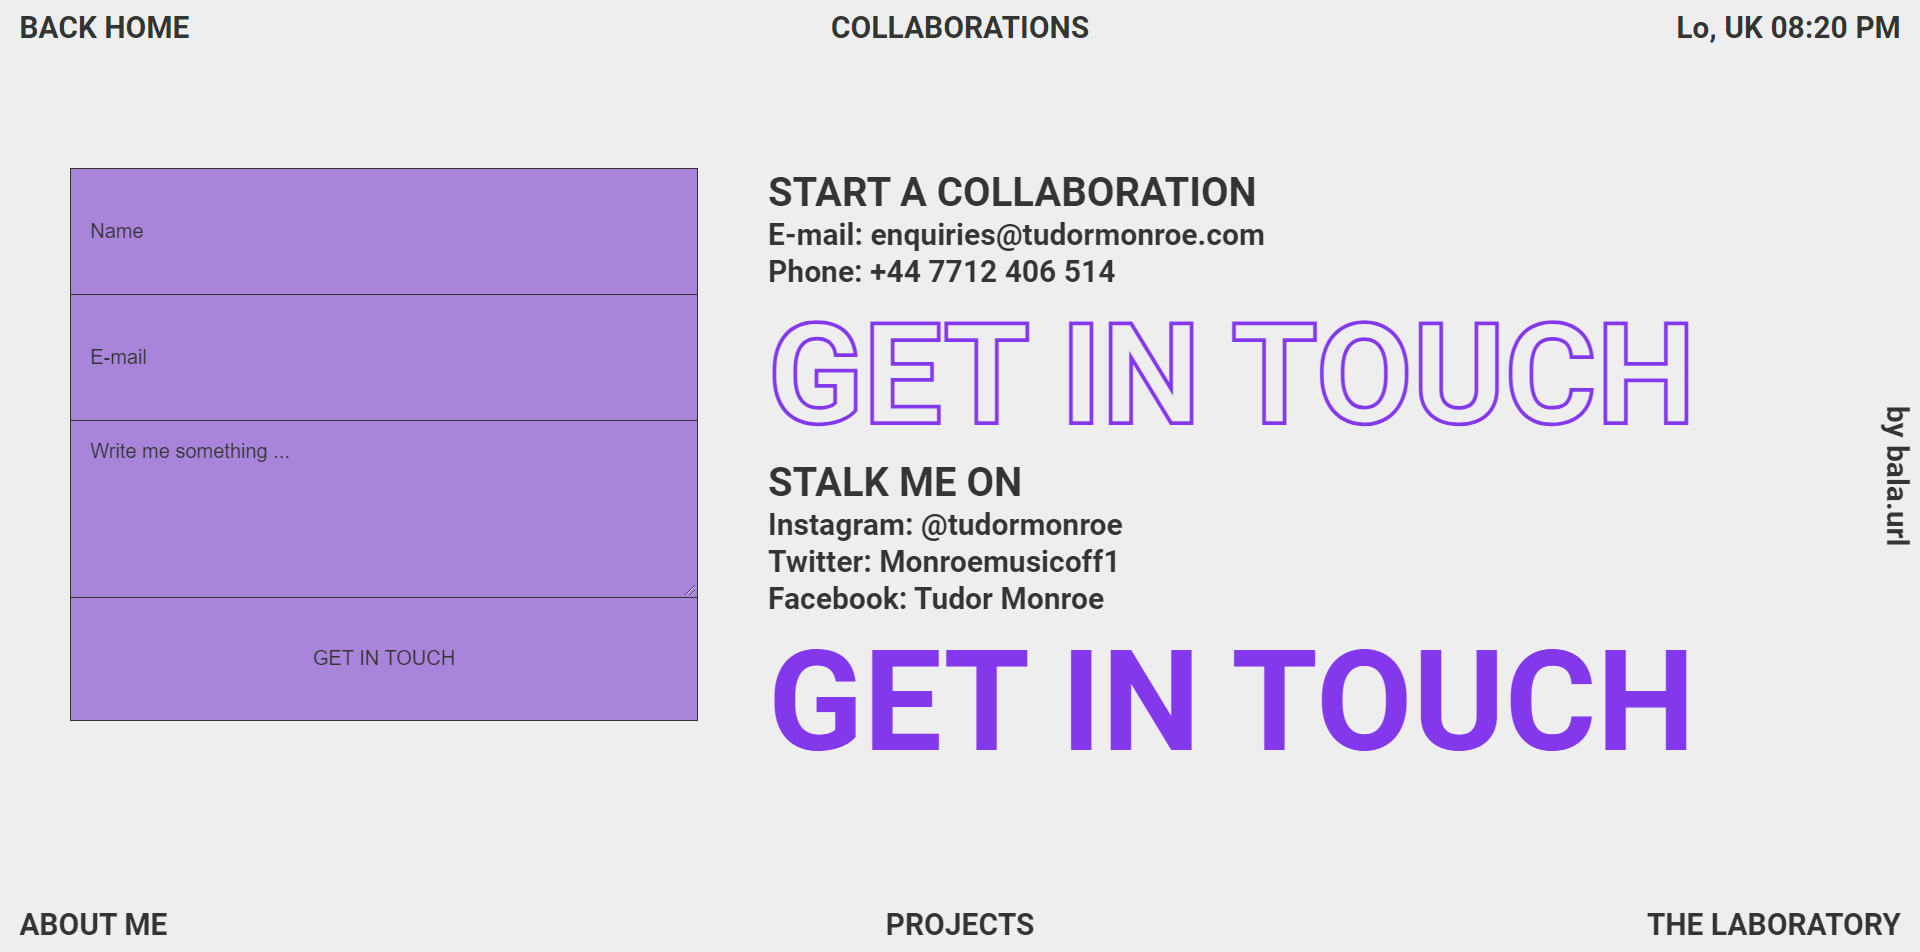 BACK HOME
COLLABORATIONS
Lo, UK 08:20 PM
Name
E-mail
Write me something ...
GET IN TOUCH
START A COLLABORATION
E-mail: enquiries@tudormonroe.com
Phone: +44 7712 406 514
GET IN TOUCH
STALK ME ON
Instagram: @tudormonroe
Twitter: Monroemusicoff1
Facebook: Tudor Monroe
GET IN TOUCH
by bala.url
ABOUT ME
PROJECTS
THE LABORATORY